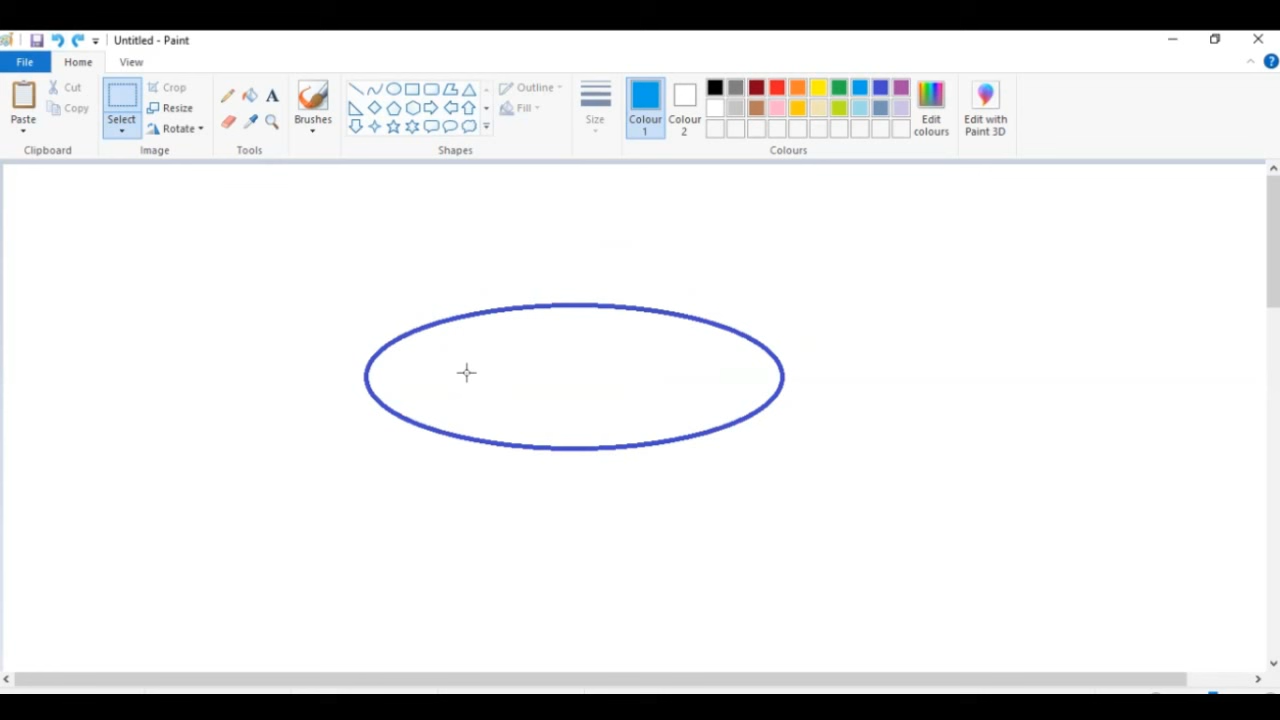 Untitled - Paint
File Home View
Cut
Copy
Paste
Clipboard
Select
Crop
Resize
Rotate
Image
A
Tools
Brushes
Shapes
Outline
Fill
Size
Colour 1
Colour 2
Edit colours
Colours
Edit with Paint 3D
?